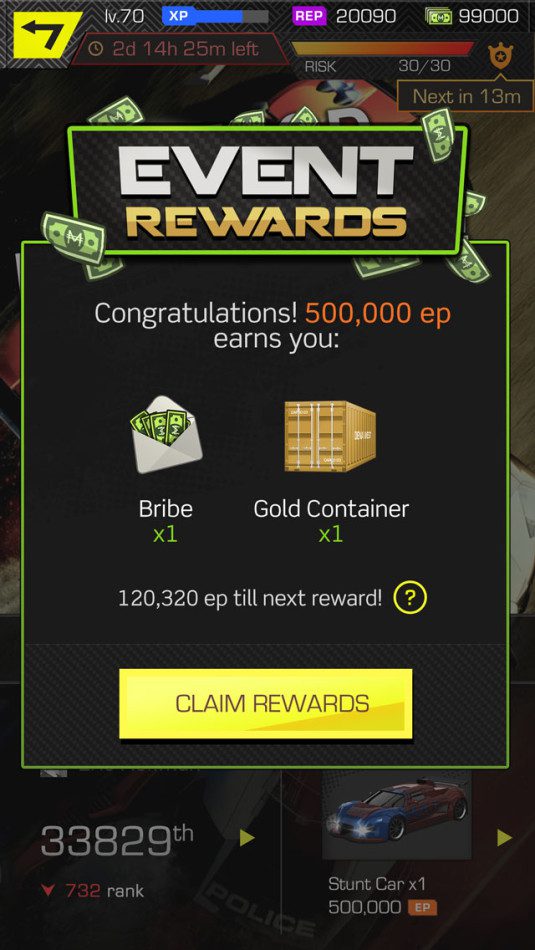 lv.70 XP REP 20090 99000
2d 14h 25m left
RISK 30/30
Next in 13m
EVENT
REWARDS
Congratulations! 500,000 ep
earns you:
Bribe
x1
Gold Container
x1
120,320 ep till next reward! ?
CLAIM REWARDS
33829th
732 rank
Stunt Car x1
500,000 EP
POLICE